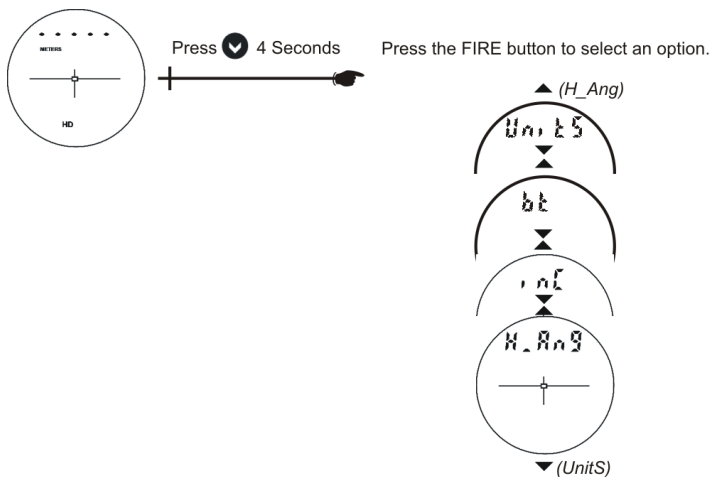 METERS
HD
Press 4 Seconds
Press the FIRE button to select an option.
(H_Ang)
UnitS
bt
inC
H_Ang
(UnitS)